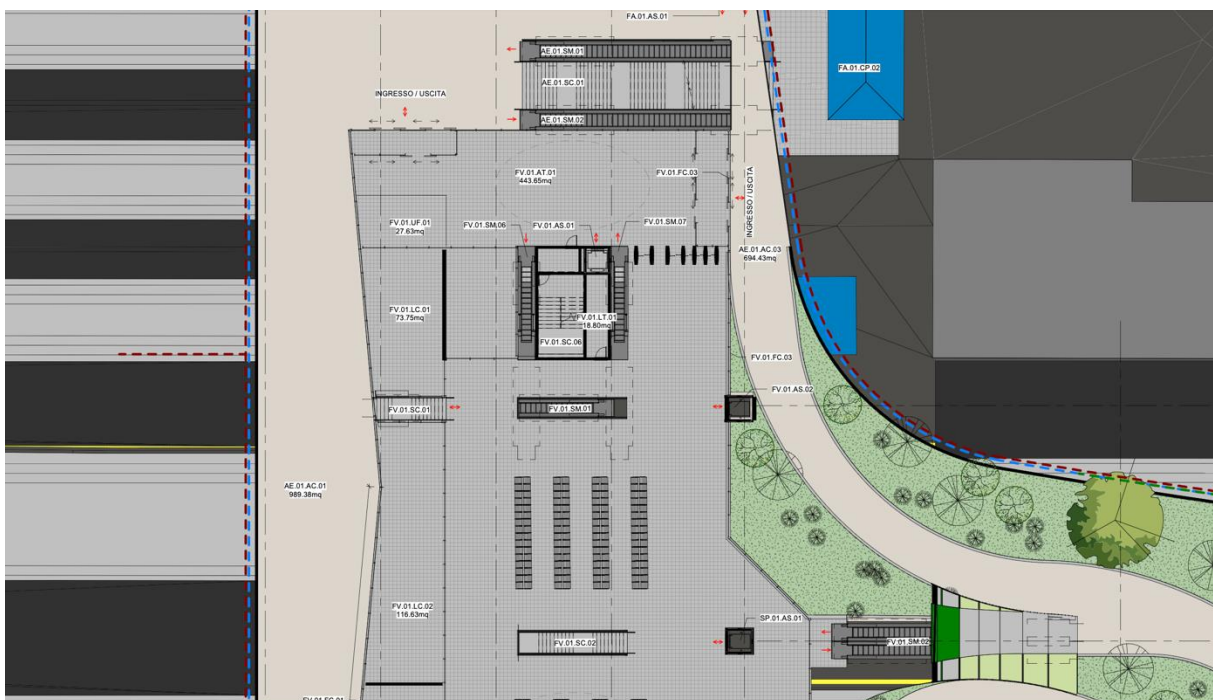 FA.01.AS.01
AE.01.SM.01
FA.01.CP.02
AE.01.SC.01
INGRESSO / USCITA
AE.01.SM.02
FV.01.AT.01
443.65mq
FV.01.FC.03
INGRESSO / USCITA
FV.01.UF.01
27.63mq
FV.01.SM.06
FV.01.AS.01
FV.01.SM.07
AE.01.AC.03
694.43mq
FV.01.LC.01
73.75mq
FV.01.LT.01
18.80mq
FV.01.SC.06
FV.01.FC.03
FV.01.AS.02
FV.01.SC.01
FV.01.SM.01
AE.01.AC.01
989.38mq
FV.01.LC.02
116.63mq
SP.01.AS.01
FV.01.SC.02
FV.01.SM.02
FV.01.FC.01